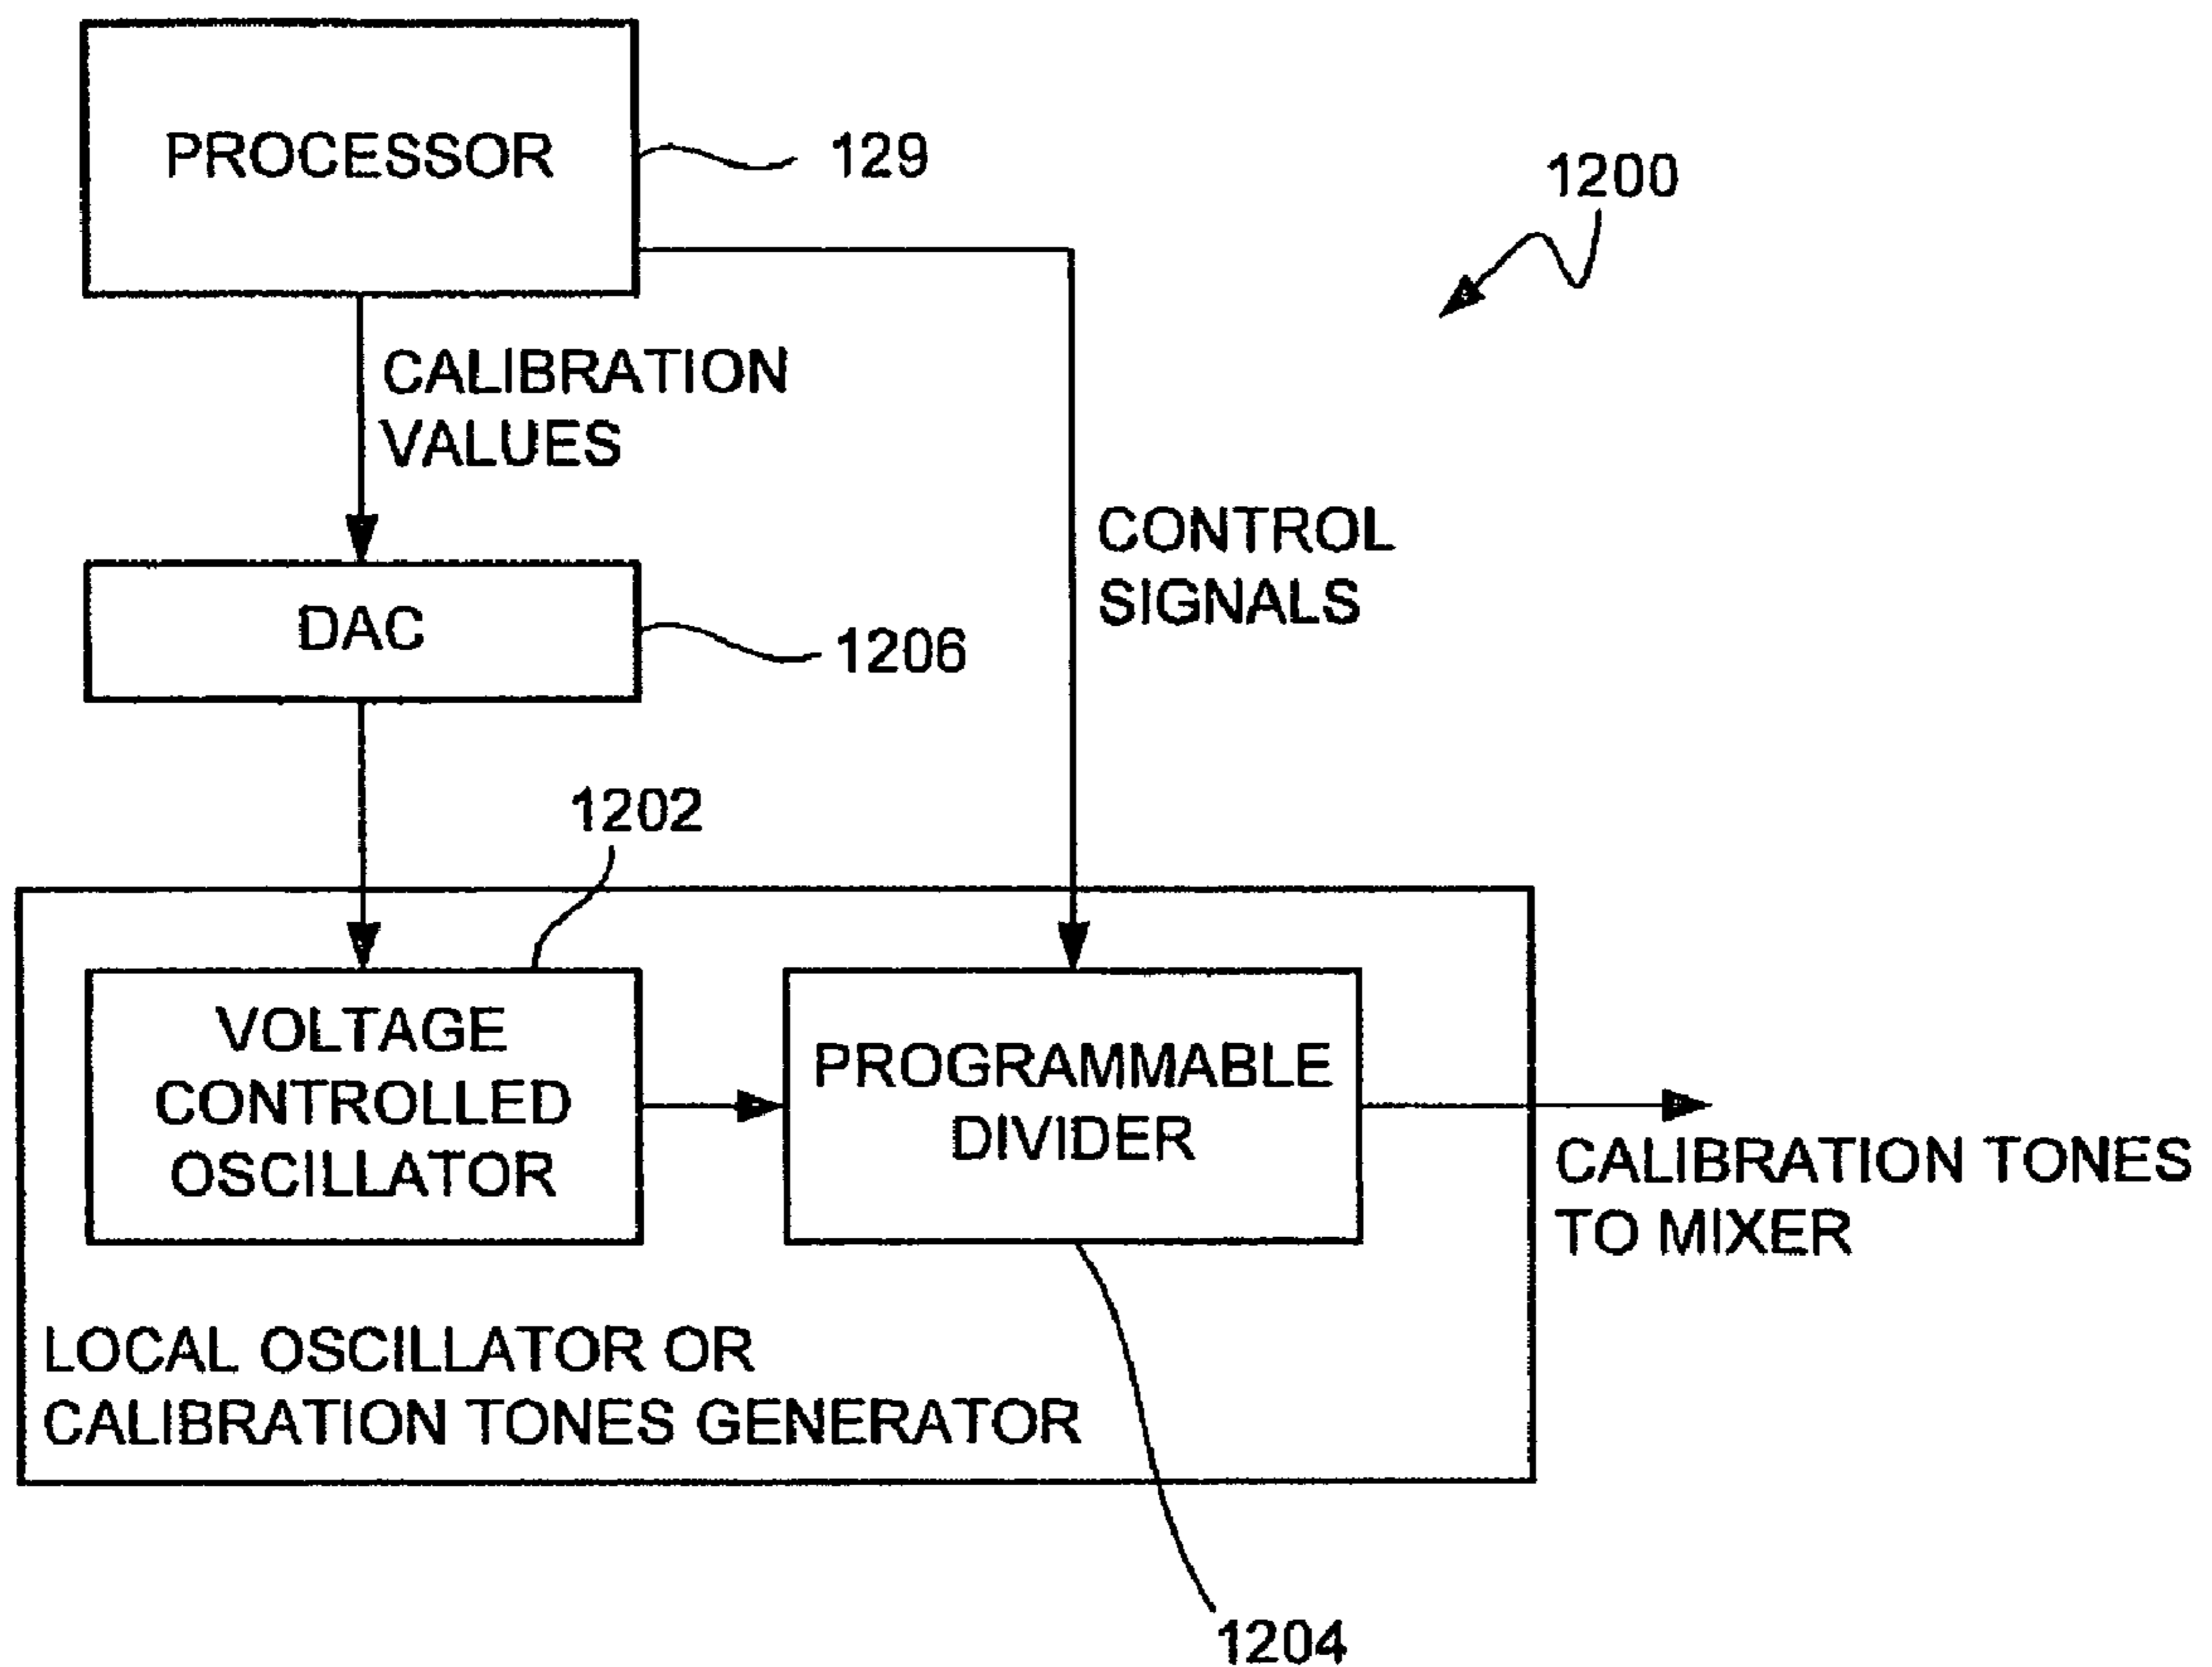 PROCESSOR
129
1200
CALIBRATION
VALUES
CONTROL
SIGNALS
DAC
1206
1202
VOLTAGE
CONTROLLED
OSCILLATOR
PROGRAMMABLE
DIVIDER
CALIBRATION TONES
TO MIXER
LOCAL OSCILLATOR OR
CALIBRATION TONES GENERATOR
1204